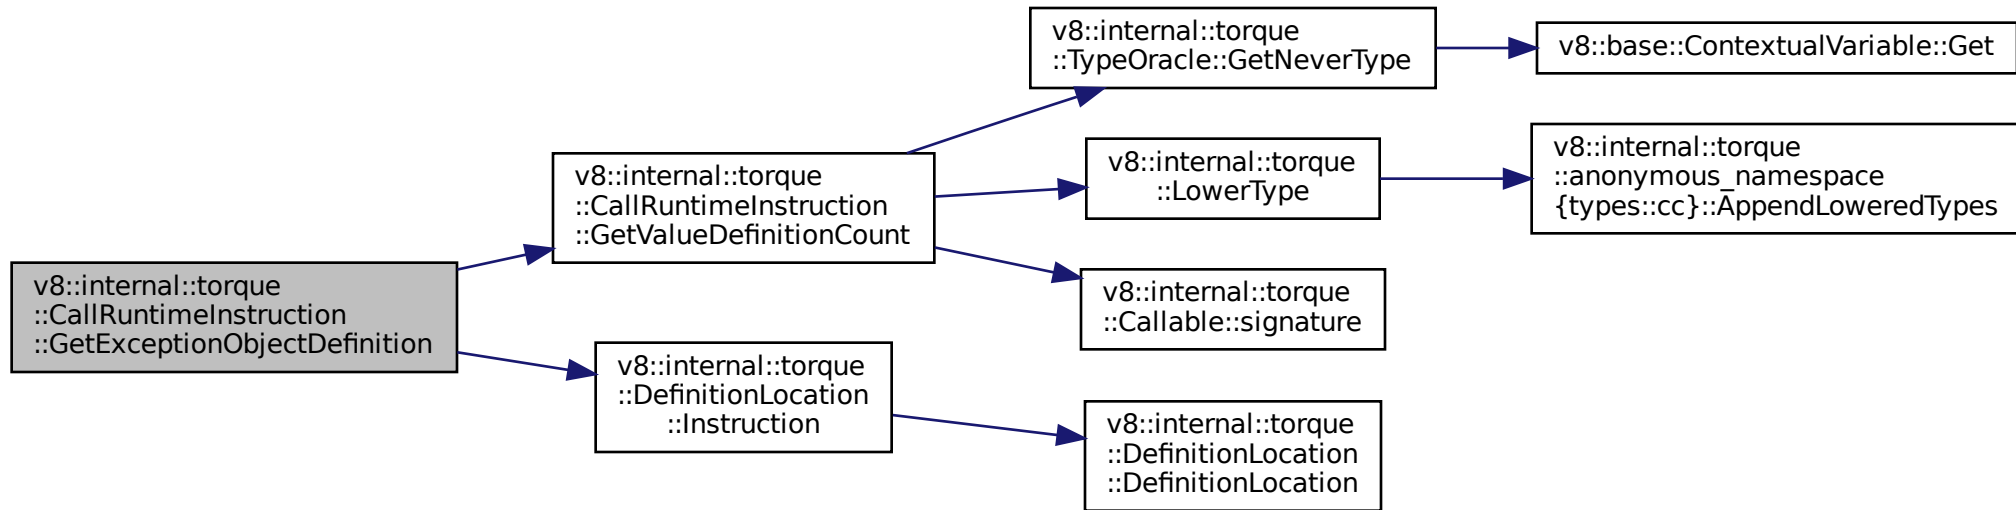 v8::internal::torque
::CallRuntimeInstruction
::GetExceptionObjectDefinition
v8::internal::torque
::CallRuntimeInstruction
::GetValueDefinitionCount
v8::internal::torque
::DefinitionLocation
::Instruction
v8::internal::torque
::TypeOracle::GetNeverType
v8::internal::torque
::LowerType
v8::internal::torque
::Callable::signature
v8::internal::torque
::DefinitionLocation
::DefinitionLocation
v8::base::ContextualVariable::Get
v8::internal::torque
::anonymous_namespace
{types::cc}::AppendLoweredTypes